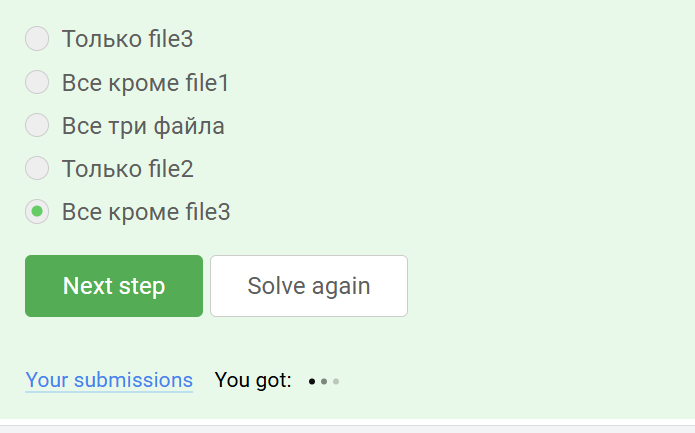 Только file3
Все кроме file1
Все три файла
Только file2
Все кроме file3
Next step Solve again
Your submissions You got: